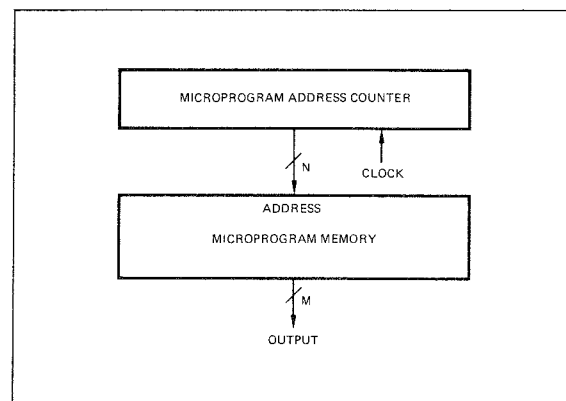 MICROPROGRAM ADDRESS COUNTER
N
CLOCK
ADDRESS
MICROPROGRAM MEMORY
M
OUTPUT